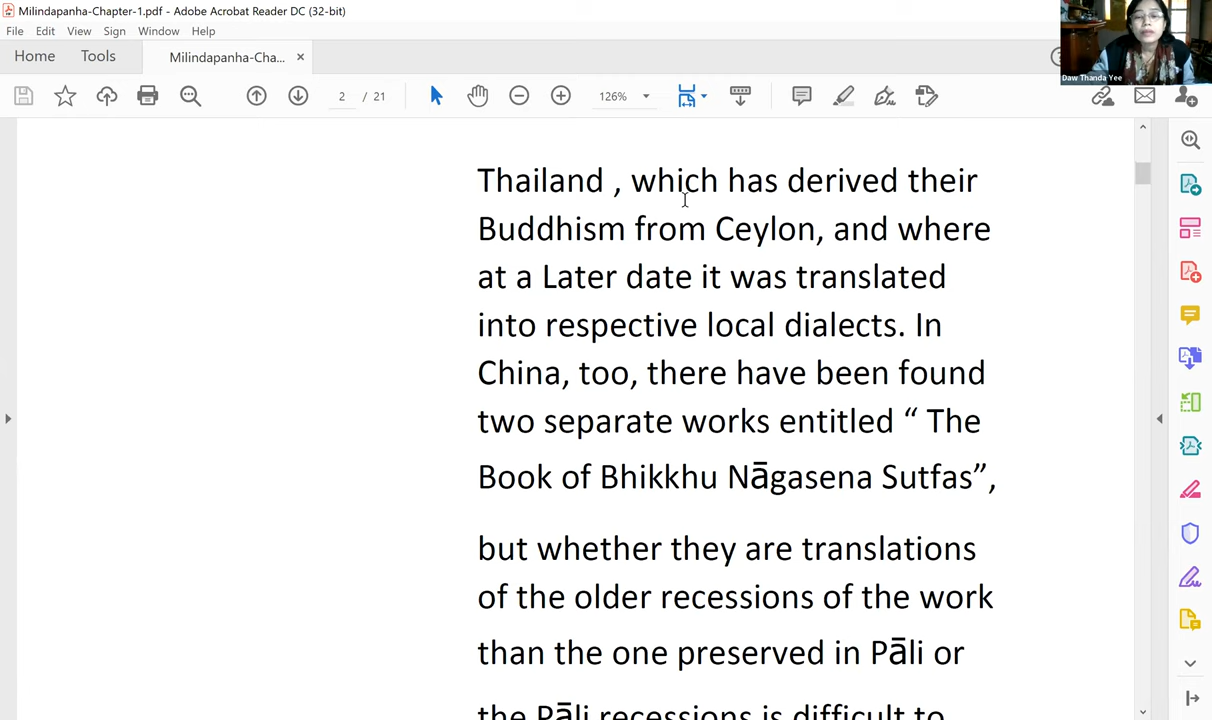 Milindapanha-Chapter-1.pdf - Adobe Acrobat Reader DC (32-bit)
File Edit View Sign Window Help
Home Tools Milindapanha-Cha... ×
2 / 21 126%
Daw Thanda Yee
Thailand , which has derived their
Buddhism from Ceylon, and where
at a Later date it was translated
into respective local dialects. In
China, too, there have been found
two separate works entitled “ The
Book of Bhikkhu Nāgasena Sutfas”,
but whether they are translations
of the older recessions of the work
than the one preserved in Pāli or
the Pāli recessions is difficult to